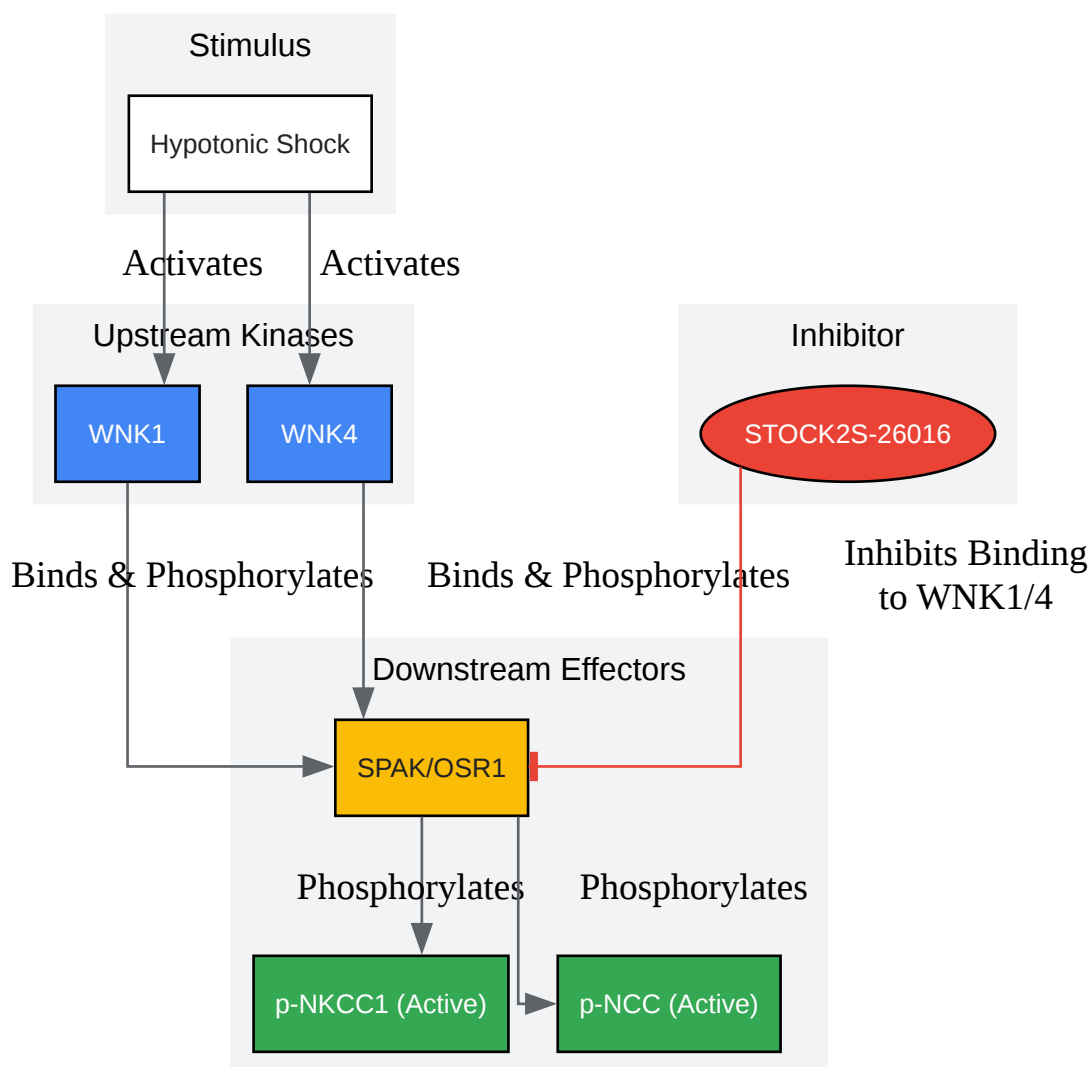 Stimulus
Hypotonic Shock
Activates
Activates
Upstream Kinases
Inhibitor
WNK1
WNK4
STOCK2S-26016
Binds & Phosphorylates
Binds & Phosphorylates
Inhibits Binding
to WNK1/4
Downstream Effectors
SPAK/OSR1
Phosphorylates
Phosphorylates
p-NKCC1 (Active)
p-NCC (Active)